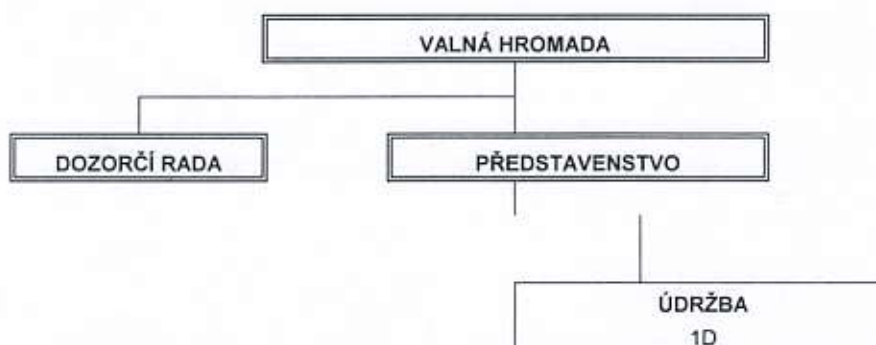 VALNÁ HROMADA
DOZORČÍ RADA
PŘEDSTAVENSTVO
ÚDRŽBA
1D